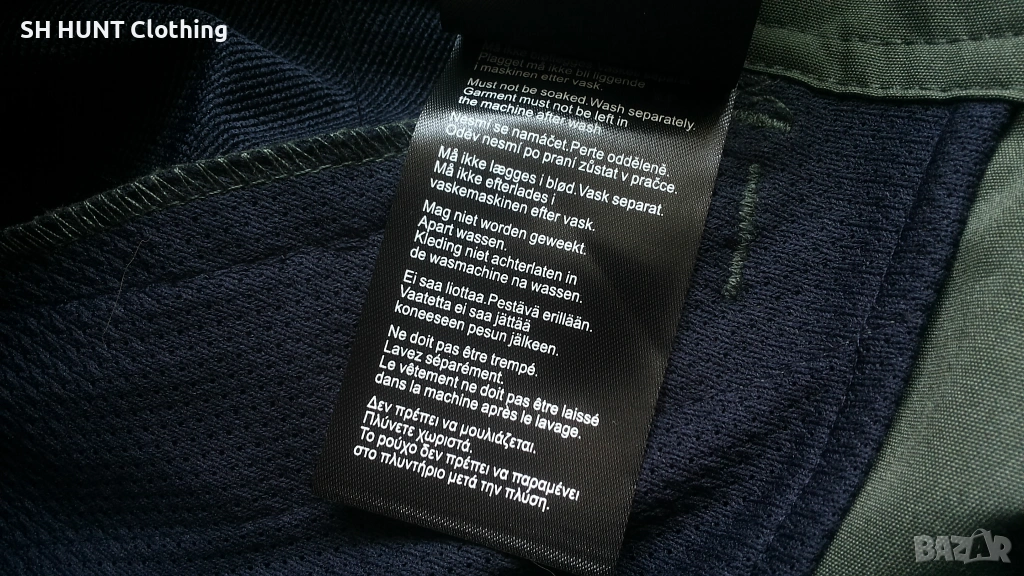 SH HUNT Clothing
Plagget må ikke bli liggende
i maskinen etter vask.
Must not be soaked.Wash separately.
Garment must not be left in
the machine after wash.
Nesmí se namáčet.Perte odděleně.
Oděv nesmí po praní zůstat v pračce.
Må ikke lægges i blød.Vask separat.
Må ikke efterlades i
vaskemaskinen efter vask.
Mag niet worden geweekt.
Apart wassen.
Kleding niet achterlaten in
de wasmachine na wassen.
Ei saa liottaa.Pestävä erillään.
Vaatetta ei saa jättää
koneeseen pesun jälkeen.
Ne doit pas être trempé.
Lavez séparément.
Le vêtement ne doit pas être laissé
dans la machine après le lavage.
Δεν πρέπει να μουλιάζεται.
Πλύνετε χωριστά.
Το ρούχο δεν πρέπει να παραμένει
στο πλυντήριο μετά την πλύση.
BAZAR